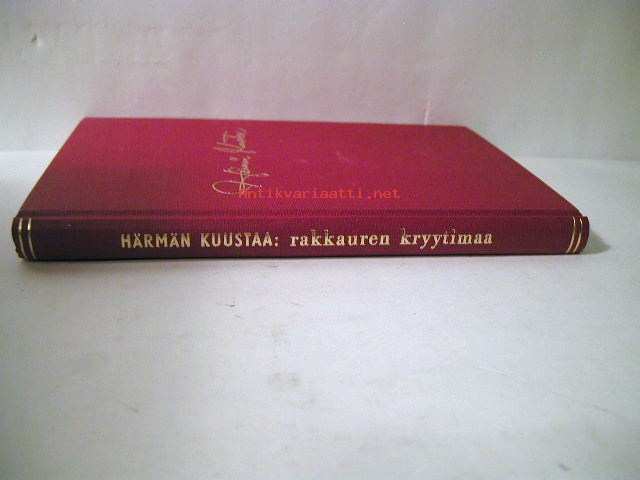 antikvariaatti.net
HÄRMÄN KUUSTAA: rakkauren kryytimaa